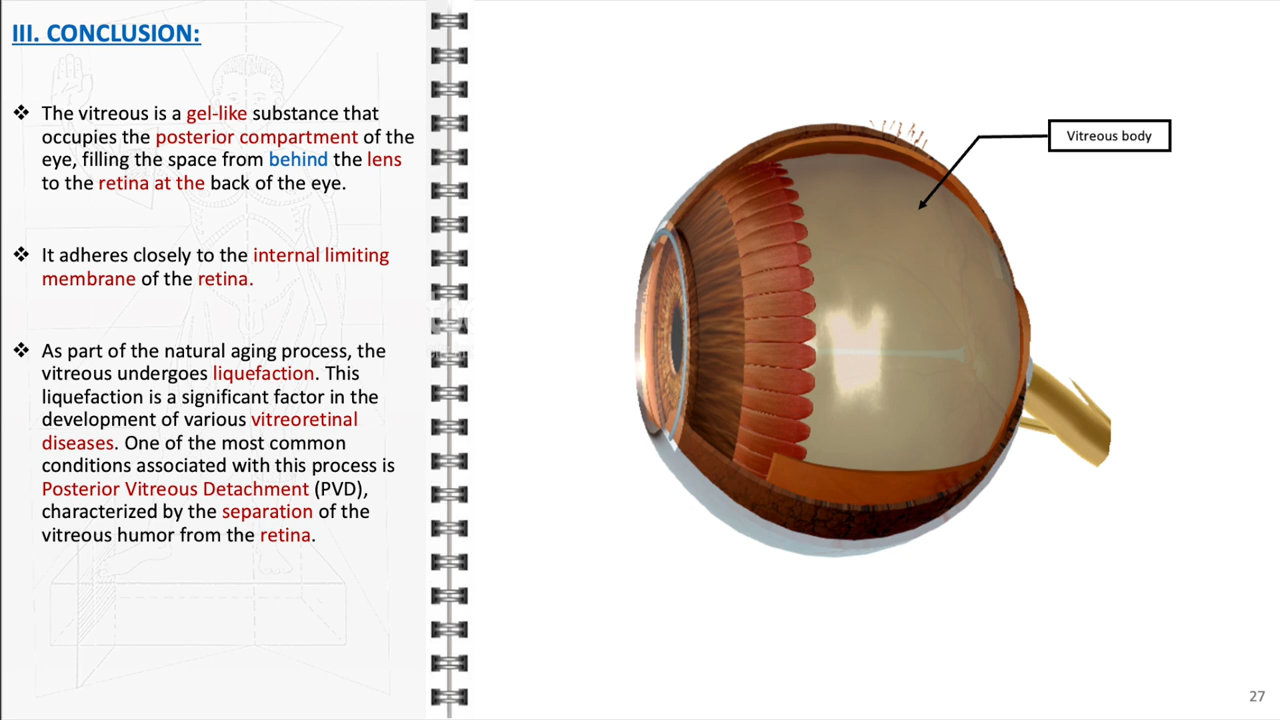 III. CONCLUSION:
❖ The vitreous is a gel-like substance that
occupies the posterior compartment of the
eye, filling the space from behind the lens
to the retina at the back of the eye.
❖ It adheres closely to the internal limiting
membrane of the retina.
❖ As part of the natural aging process, the
vitreous undergoes liquefaction. This
liquefaction is a significant factor in the
development of various vitreoretinal
diseases. One of the most common
conditions associated with this process is
Posterior Vitreous Detachment (PVD),
characterized by the separation of the
vitreous humor from the retina.
Vitreous body
27